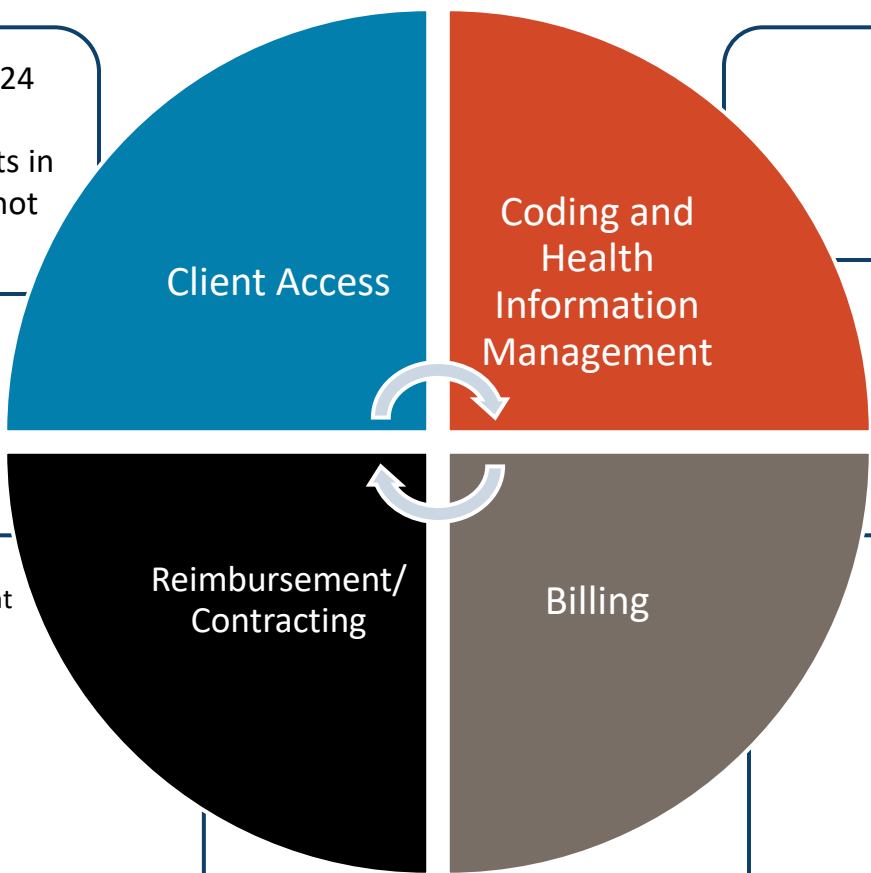 24
ts in
not
Client Access
Coding and
Health
Information
Management
t
Reimbursement/
Contracting
Billing